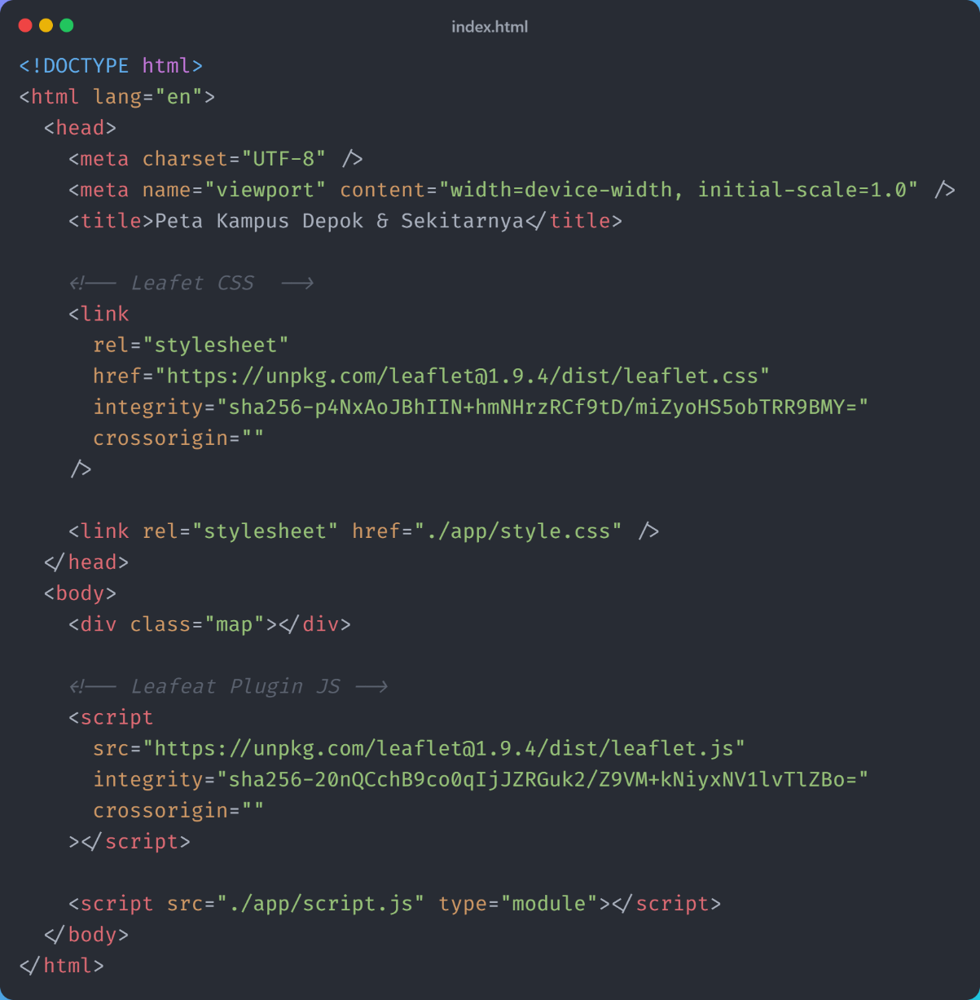 index.html
<!DOCTYPE html>
<html lang="en">
  <head>
    <meta charset="UTF-8" />
    <meta name="viewport" content="width=device-width, initial-scale=1.0" />
    <title>Peta Kampus Depok & Sekitarnya</title>

    <!-- Leafet CSS  -->
    <link
      rel="stylesheet"
      href="https://unpkg.com/leaflet@1.9.4/dist/leaflet.css"
      integrity="sha256-p4NxAoJBhIIN+hmNHrzRCf9tD/miZyoHS5obTRR9BMY="
      crossorigin=""
    />

    <link rel="stylesheet" href="./app/style.css" />
  </head>
  <body>
    <div class="map"></div>

    <!-- Leafeat Plugin JS -->
    <script
      src="https://unpkg.com/leaflet@1.9.4/dist/leaflet.js"
      integrity="sha256-20nQCchB9co0qIjJZRGuk2/Z9VM+kNiyxNV1lvTlZBo="
      crossorigin=""
    ></script>

    <script src="./app/script.js" type="module"></script>
  </body>
</html>